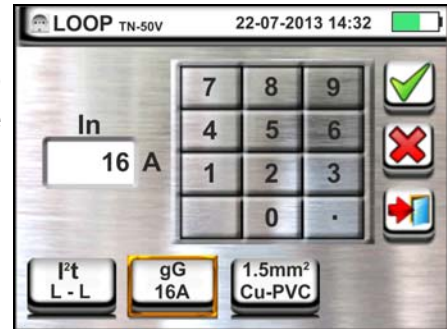 LOOP TN-50V 22-07-2013 14:32
In
16 A
7 8 9
4 5 6
1 2 3
0 .
I²t
L - L
gG
16A
1.5mm²
Cu-PVC